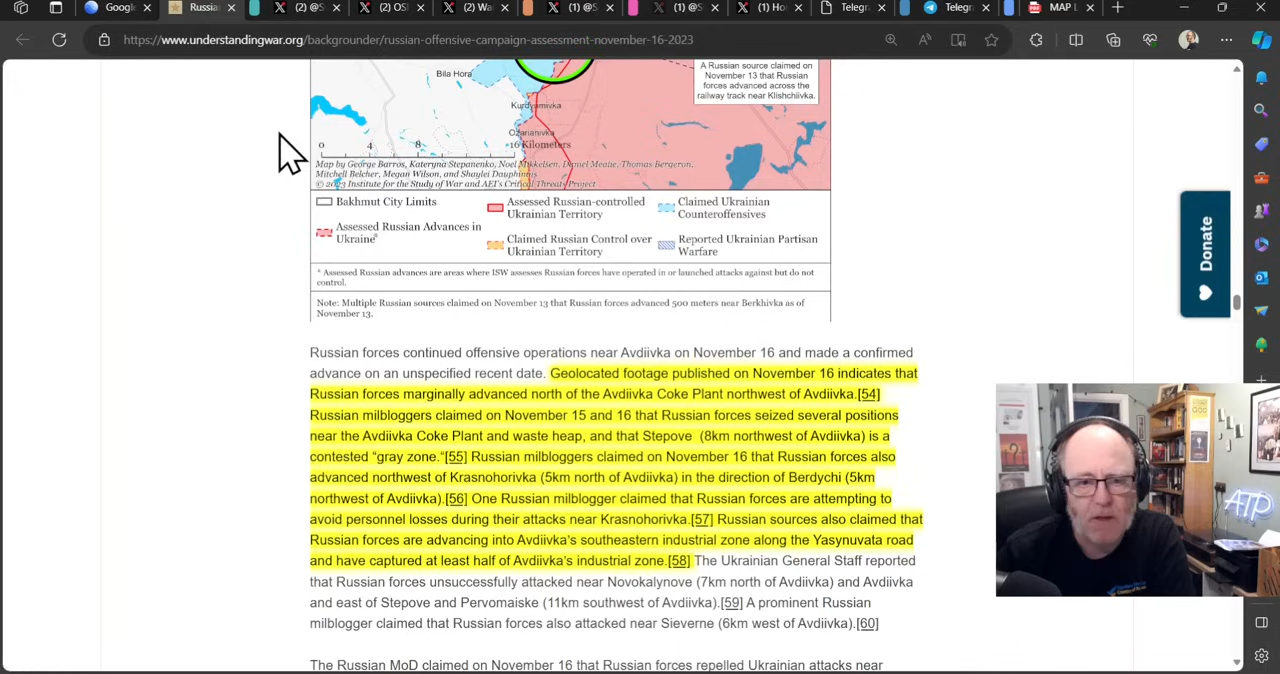 Google
Russia
(2) @S
(2) OSI
(2) Wa
(1) @S
(1) @S
(1) Ho
Telegra
Telegra
MAP L
https://www.understandingwar.org/backgrounder/russian-offensive-campaign-assessment-november-16-2023
A Russian source claimed on
November 13 that Russian
forces advanced across the
railway track near Klishchiivka.
Bila Hora
Kurdyumivka
Ozarianivka
0 4 8 16 Kilometers
Map by George Barros, Kateryna Stepanenko, Noel Mikkelsen, Daniel Mealie, Thomas Bergeron,
Mitchell Belcher, Megan Wilson, and Shaylei Dauphinais
© 2023 Institute for the Study of War and AEI's Critical Threats Project
Bakhmut City Limits
Assessed Russian Advances in
Ukraine*
Assessed Russian-controlled
Ukrainian Territory
Claimed Russian Control over
Ukrainian Territory
Claimed Ukrainian
Counteroffensives
Reported Ukrainian Partisan
Warfare
* Assessed Russian advances are areas where ISW assesses Russian forces have operated in or launched attacks against but do not
control.
Note: Multiple Russian sources claimed on November 13 that Russian forces advanced 500 meters near Berkhivka as of
November 13.
Russian forces continued offensive operations near Avdiivka on November 16 and made a confirmed
advance on an unspecified recent date. Geolocated footage published on November 16 indicates that
Russian forces marginally advanced north of the Avdiivka Coke Plant northwest of Avdiivka.[54]
Russian milbloggers claimed on November 15 and 16 that Russian forces seized several positions
near the Avdiivka Coke Plant and waste heap, and that Stepove (8km northwest of Avdiivka) is a
contested "gray zone."[55] Russian milbloggers claimed on November 16 that Russian forces also
advanced northwest of Krasnohorivka (5km north of Avdiivka) in the direction of Berdychi (5km
northwest of Avdiivka).[56] One Russian milblogger claimed that Russian forces are attempting to
avoid personnel losses during their attacks near Krasnohorivka.[57] Russian sources also claimed that
Russian forces are advancing into Avdiivka's southeastern industrial zone along the Yasynuvata road
and have captured at least half of Avdiivka's industrial zone.[58] The Ukrainian General Staff reported
that Russian forces unsuccessfully attacked near Novokalynove (7km north of Avdiivka) and Avdiivka
and east of Stepove and Pervomaiske (11km southwest of Avdiivka).[59] A prominent Russian
milblogger claimed that Russian forces also attacked near Sieverne (6km west of Avdiivka).[60]
The Russian MoD claimed on November 16 that Russian forces repelled Ukrainian attacks near
Donate
ATP